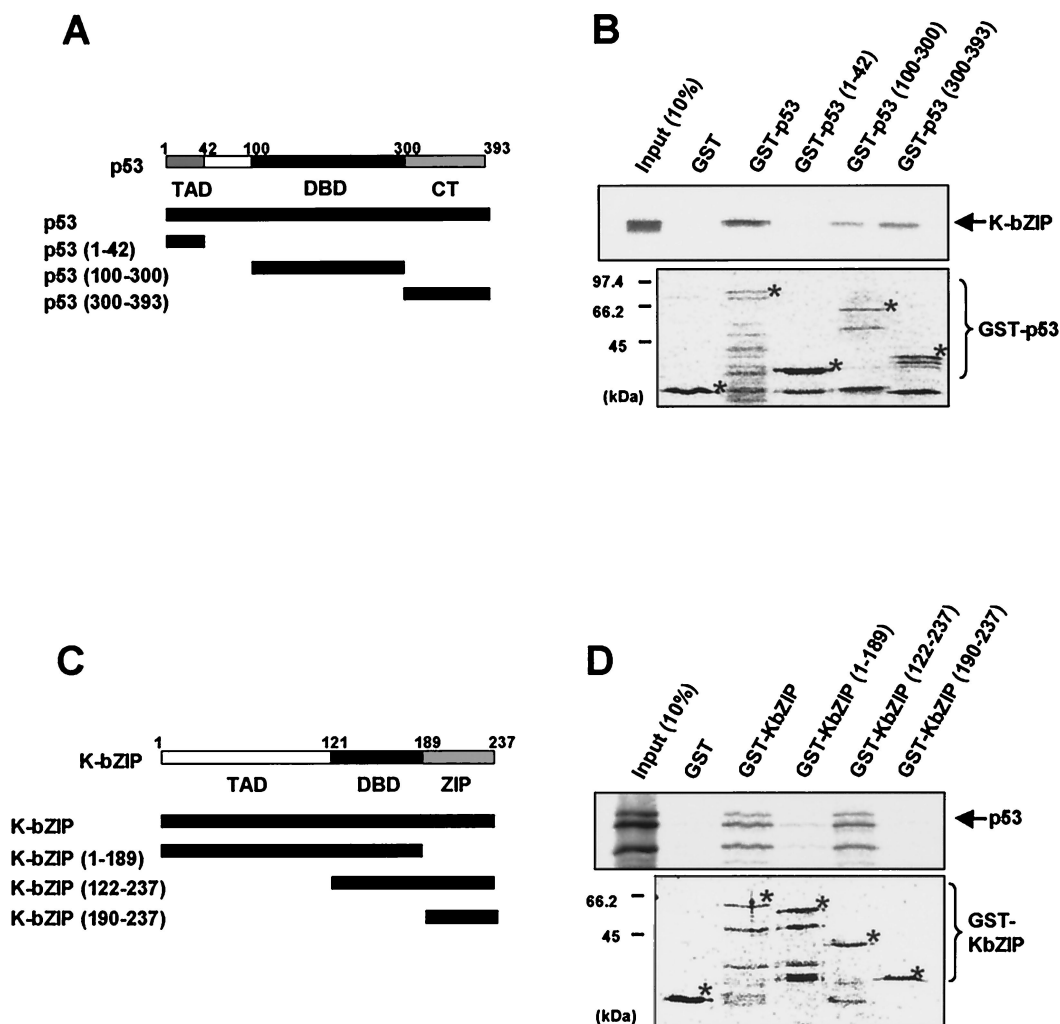 A
1 42 100 300 393
p53
TAD DBD CT
p53
p53 (1-42)
p53 (100-300)
p53 (300-393)
B
Input (10%)
GST
GST-p53
GST-p53 (1-42)
GST-p53 (100-300)
GST-p53 (300-393)
K-bZIP
97.4
66.2
45
(kDa)
* * * * *
GST-p53
C
1 121 189 237
K-bZIP
TAD DBD ZIP
K-bZIP
K-bZIP (1-189)
K-bZIP (122-237)
K-bZIP (190-237)
D
Input (10%)
GST
GST-KbZIP
GST-KbZIP (1-189)
GST-KbZIP (122-237)
GST-KbZIP (190-237)
p53
66.2
45
(kDa)
* * * * *
GST-
KbZIP